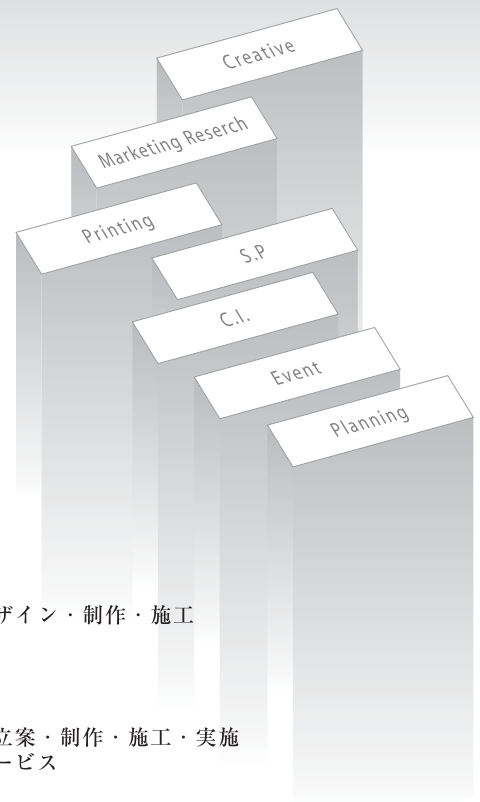 Creative
Marketing Reserch
Printing
S.P
C.I.
Event
Planning
ザイン・制作・施工
立案・制作・施工・実施
ービス